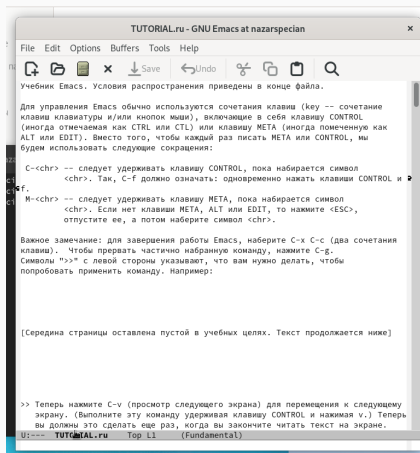 TUTORIAL.ru - GNU Emacs at nazarspecian
File Edit Options Buffers Tools Help
Save Undo
Учебник Emacs. Условия распространения приведены в конце файла.
Для управления Emacs обычно используются сочетания клавиш (key -- сочетание
клавиш клавиатуры и/или кнопок мыши), включающие в себя клавишу CONTROL
(иногда отмечаемая как CTRL или CTL) или клавишу META (иногда помеченную как
ALT или EDIT). Вместо того, чтобы каждый раз писать META или CONTROL, мы
будем использовать следующие сокращения:
C-<chr> -- следует удерживать клавишу CONTROL, пока набирается символ
<chr>. Так, C-f должно означать: одновременно нажать клавиши CONTROL и
f.
M-<chr> -- следует удерживать клавишу META, пока набирается символ
<chr>. Если нет клавиши META, ALT или EDIT, то нажмите <ESC>,
отпустите ее, а потом наберите символ <chr>.
Важное замечание: для завершения работы Emacs, наберите C-x C-c (два сочетания
клавиш). Чтобы прервать частично набранную команду, нажмите C-g.
Символы ">>" с левой стороны указывают, что вам нужно делать, чтобы
попробовать применить команду. Например:
[Середина страницы оставлена пустой в учебных целях. Текст продолжается ниже]
>> Теперь нажмите C-v (просмотр следующего экрана) для перемещения к следующему
экрану. (Выполните эту команду удерживая клавишу CONTROL и нажимая v.) Теперь
вы должны это сделать еще раз, когда вы закончите читать текст на экране.
U:--- TUTORIAL.ru Top L1 (Fundamental)